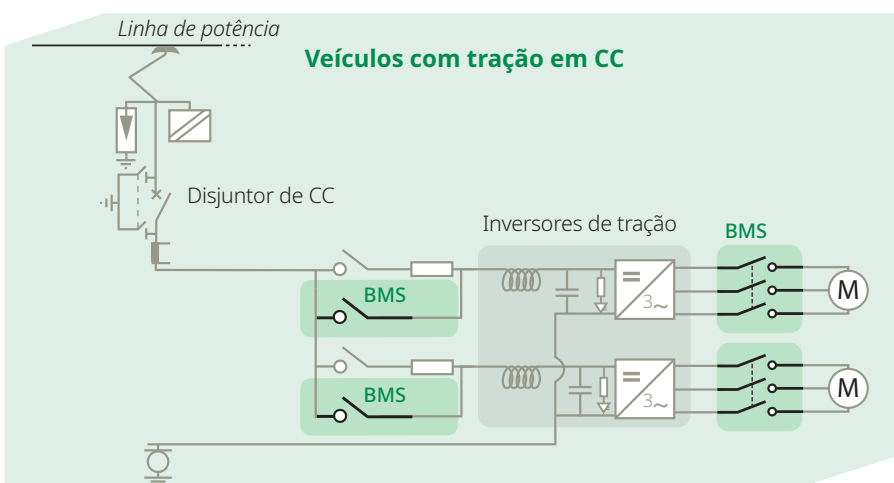 Linha de potência
Veículos com tração em CC
Disjuntor de CC
Inversores de tração
BMS
BMS
3~
M
BMS
3~
M